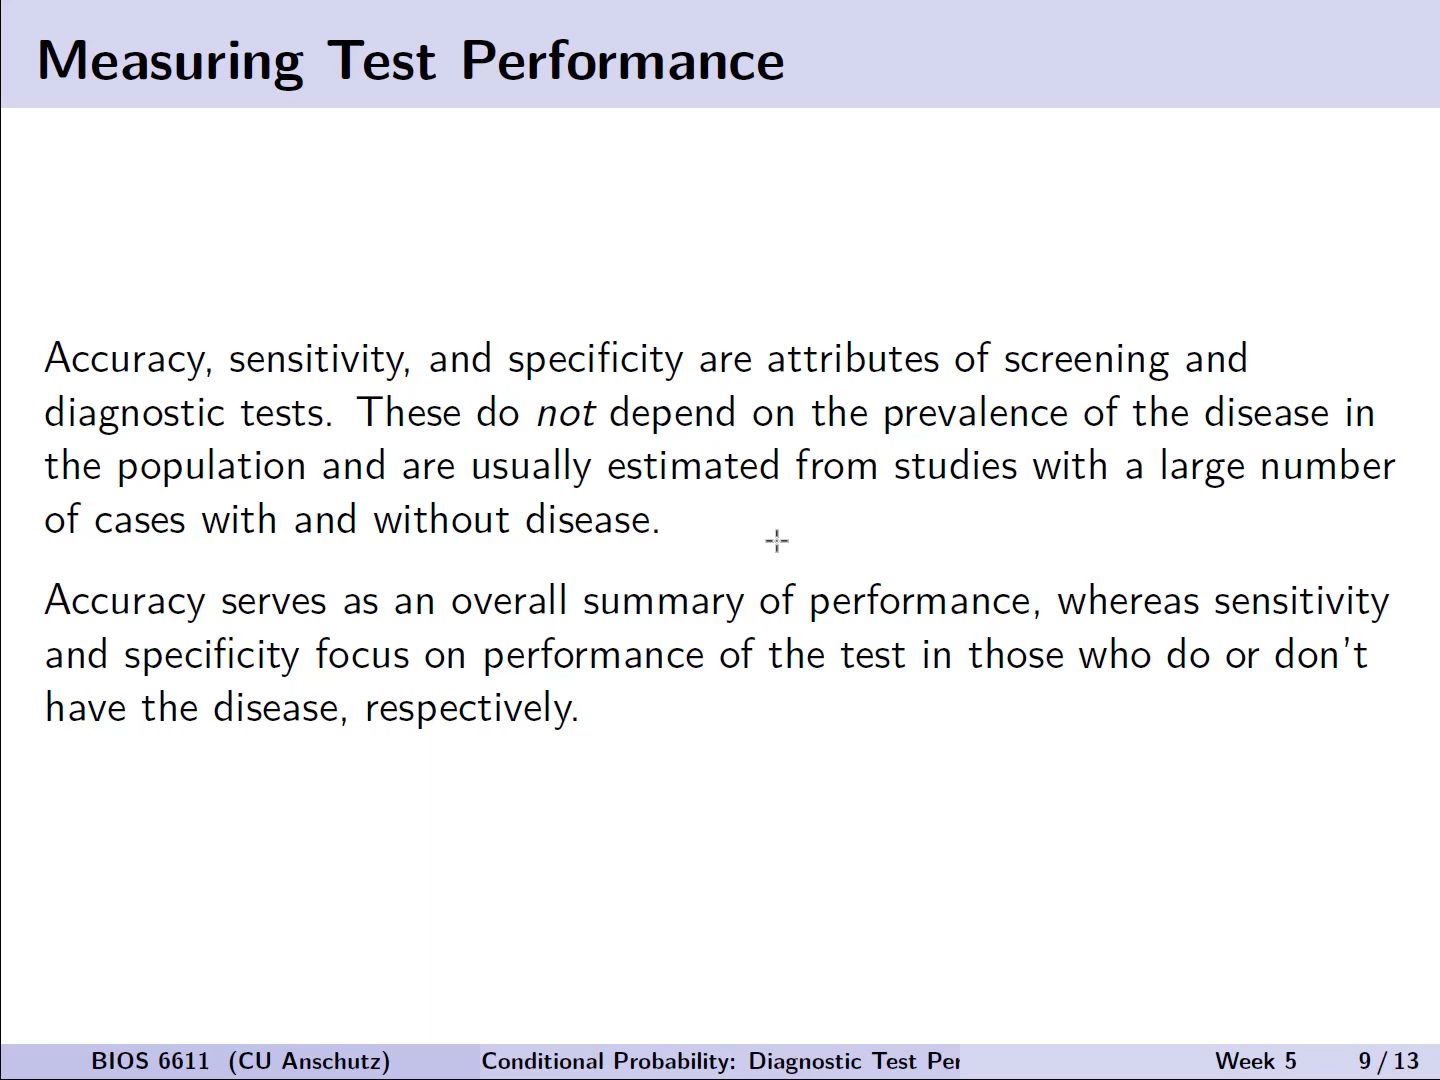 Measuring Test Performance
Accuracy, sensitivity, and specificity are attributes of screening and
diagnostic tests. These do not depend on the prevalence of the disease in
the population and are usually estimated from studies with a large number
of cases with and without disease.
Accuracy serves as an overall summary of performance, whereas sensitivity
and specificity focus on performance of the test in those who do or don't
have the disease, respectively.
BIOS 6611 (CU Anschutz) Conditional Probability: Diagnostic Test Per Week 5 9 / 13